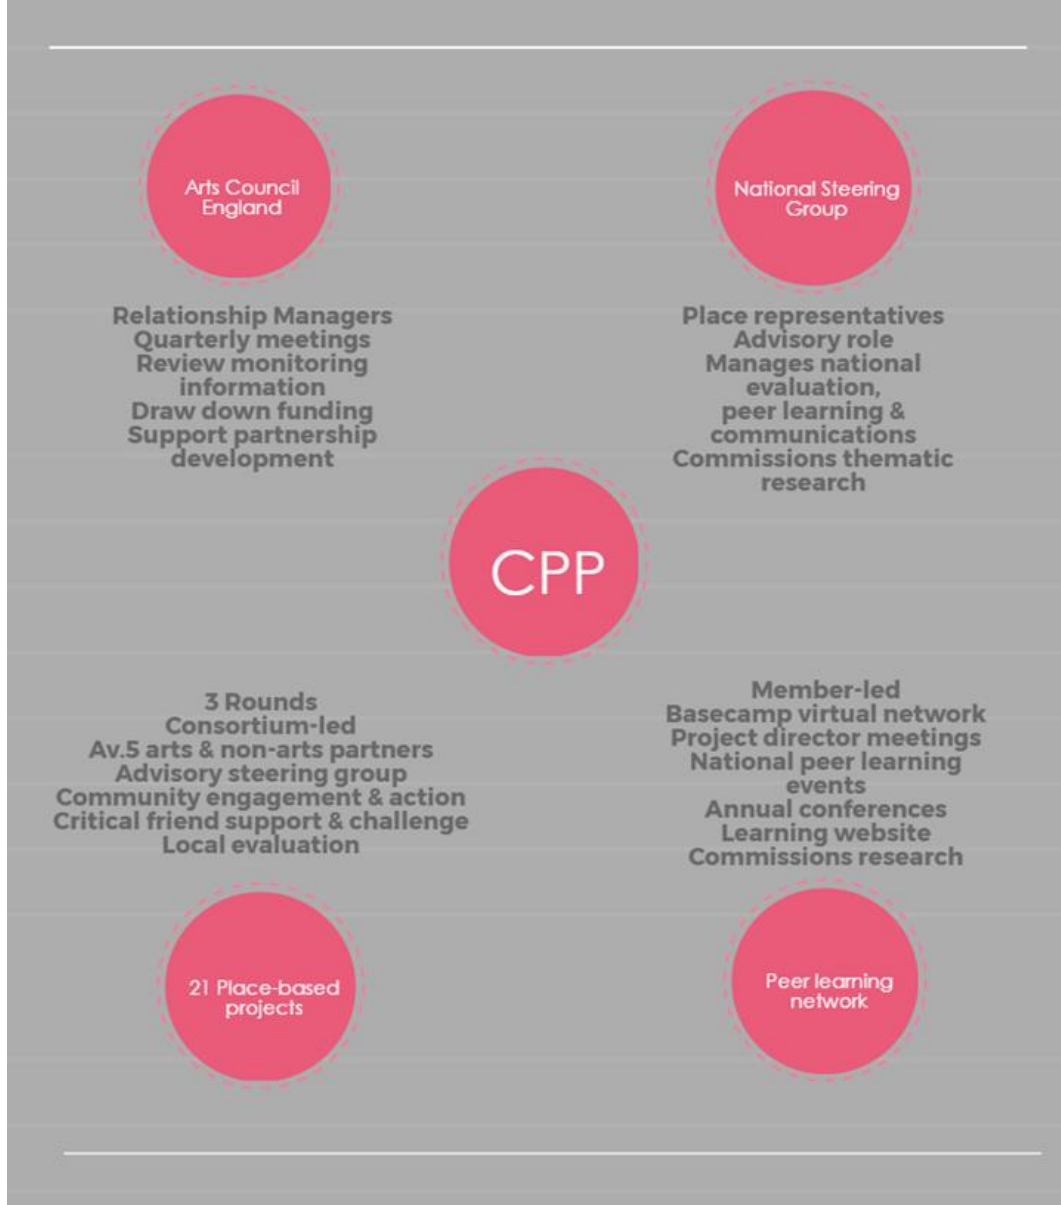 Arts Council
England
Relationship Managers
Quarterly meetings
Review monitoring
information
Draw down funding
Support partnership
development
National Steering
Group
Place representatives
Advisory role
Manages national
evaluation,
peer learning &
communications
Commissions thematic
research
CPP
3 Rounds
Consortium-led
Av.5 arts & non-arts partners
Advisory steering group
Community engagement & action
Critical friend support & challenge
Local evaluation
21 Place-based
projects
Member-led
Basecamp virtual network
Project director meetings
National peer learning
events
Annual conferences
Learning website
Commissions research
Peer learning
network